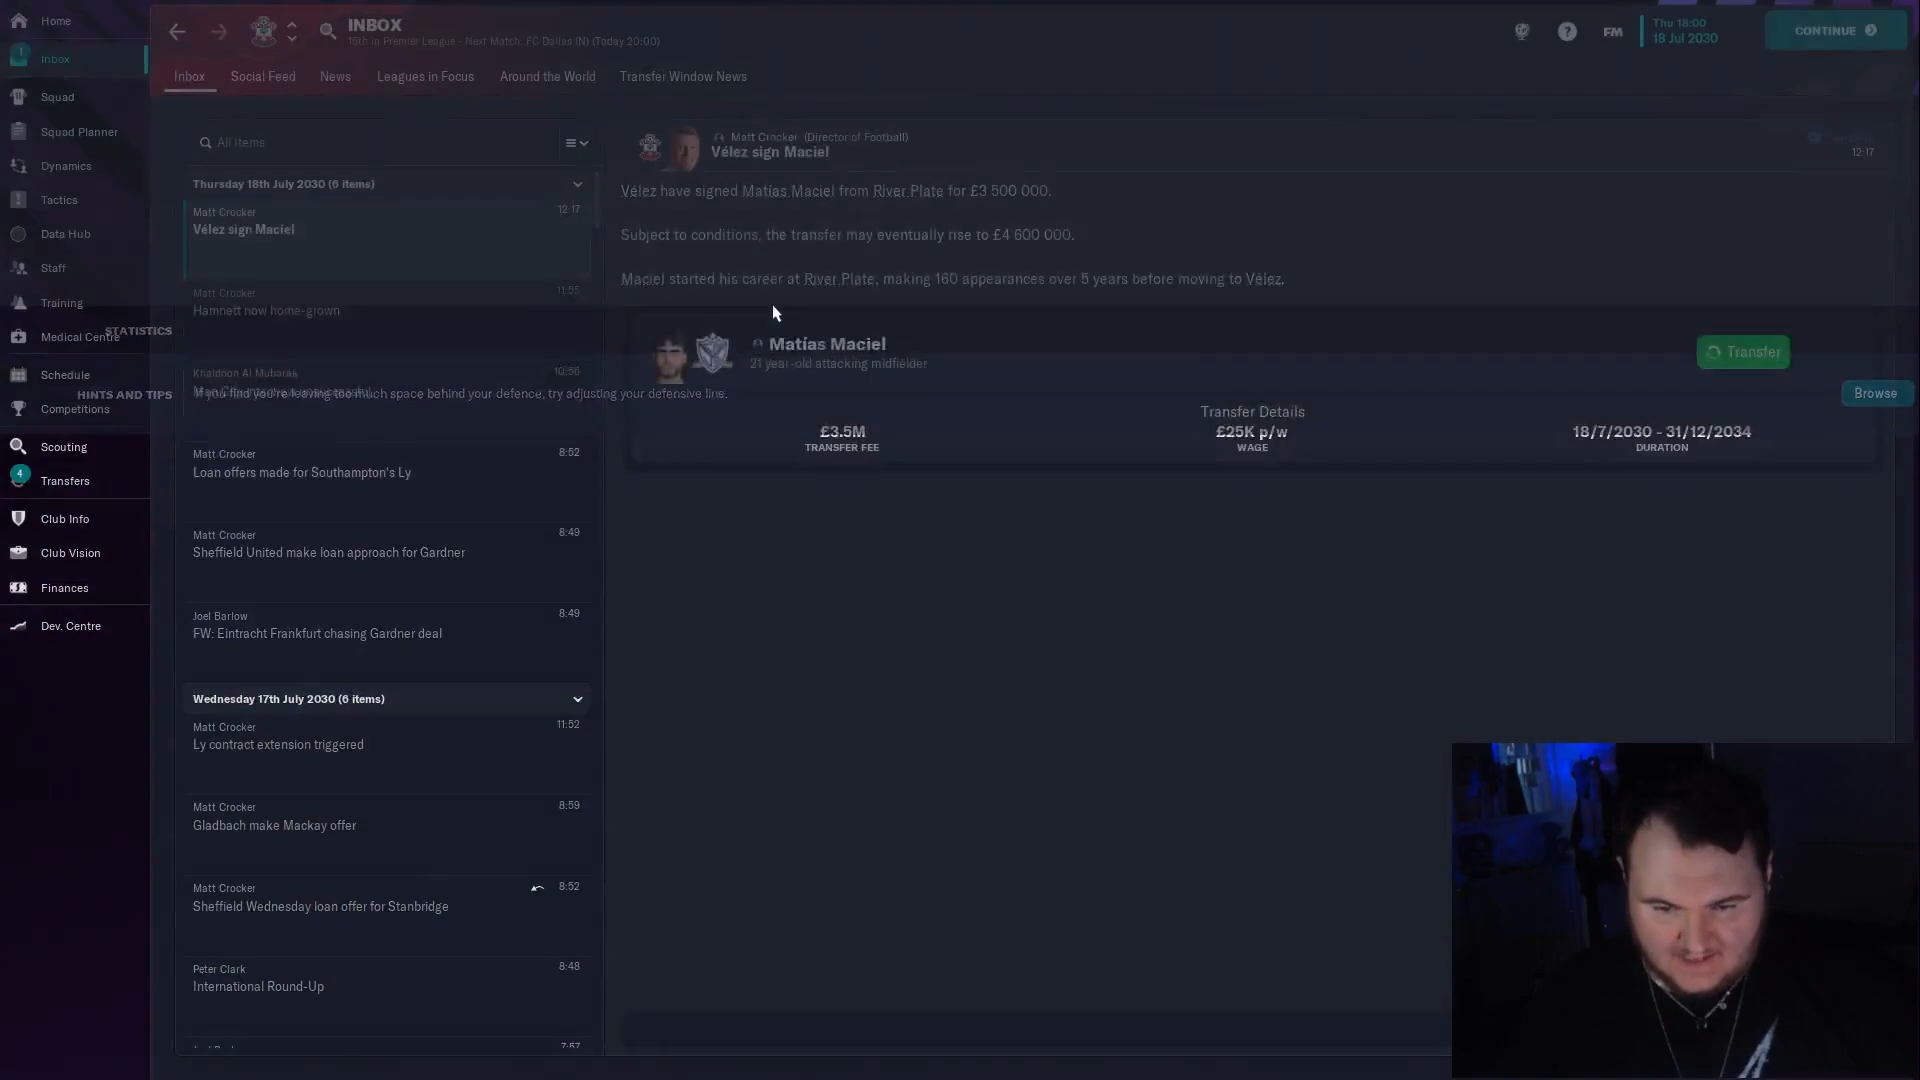 Home
Inbox
1
Squad
Squad Planner
Dynamics
Tactics
Data Hub
Staff
Training
Medical Centre
Schedule
Competitions
Scouting
4
Transfers
Club Info
Club Vision
Finances
Dev. Centre
STATISTICS
HINTS AND TIPS
If you find you're leaving too much space behind your defence, try adjusting your defensive line.
Browse
INBOX
15th in Premier League - Next Match: FC Dallas (N) (Today 20:00)
FM
Thu 18:00
18 Jul 2030
CONTINUE
Inbox Social Feed News Leagues in Focus Around the World Transfer Window News
All Items
Thursday 18th July 2030 (6 items)
Matt Crocker 12:17
Vélez sign Maciel
Matt Crocker 11:55
Hamnett now home-grown
Khaldoon Al Mubarak 10:56
Matt Crocker 8:52
Loan offers made for Southampton's Ly
Matt Crocker 8:49
Sheffield United make loan approach for Gardner
Joel Barlow 8:49
FW: Eintracht Frankfurt chasing Gardner deal
Wednesday 17th July 2030 (6 items)
Matt Crocker 11:52
Ly contract extension triggered
Matt Crocker 8:59
Gladbach make Mackay offer
Matt Crocker 8:52
Sheffield Wednesday loan offer for Stanbridge
Peter Clark 8:48
International Round-Up
7:57
Matt Crocker (Director of Football)
Vélez sign Maciel
12:17
Vélez have signed Matías Maciel from River Plate for £3 500 000.
Subject to conditions, the transfer may eventually rise to £4 600 000.
Maciel started his career at River Plate, making 160 appearances over 5 years before moving to Vélez.
Matías Maciel
21 year-old attacking midfielder
Transfer
Transfer Details
£3.5M £25K p/w 18/7/2030 - 31/12/2034
TRANSFER FEE WAGE DURATION